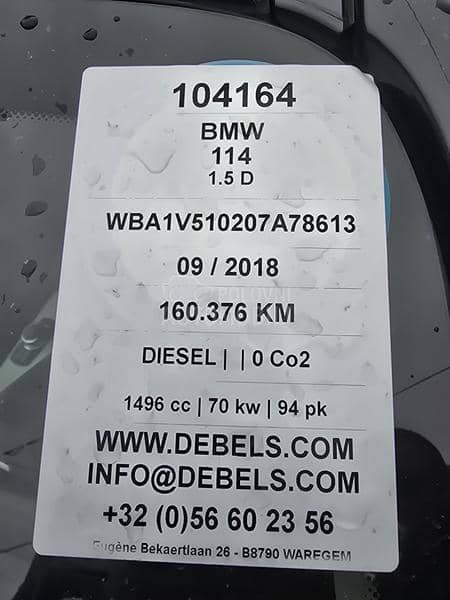 104164
BMW
114
1.5 D
WBA1V510207A78613
09 / 2018
160.376 KM
DIESEL | | 0 Co2
1496 cc | 70 kw | 94 pk
WWW.DEBELS.COM
INFO@DEBELS.COM
+32 (0)56 60 23 56
Eugène Bekaertlaan 26 - B8790 WAREGEM